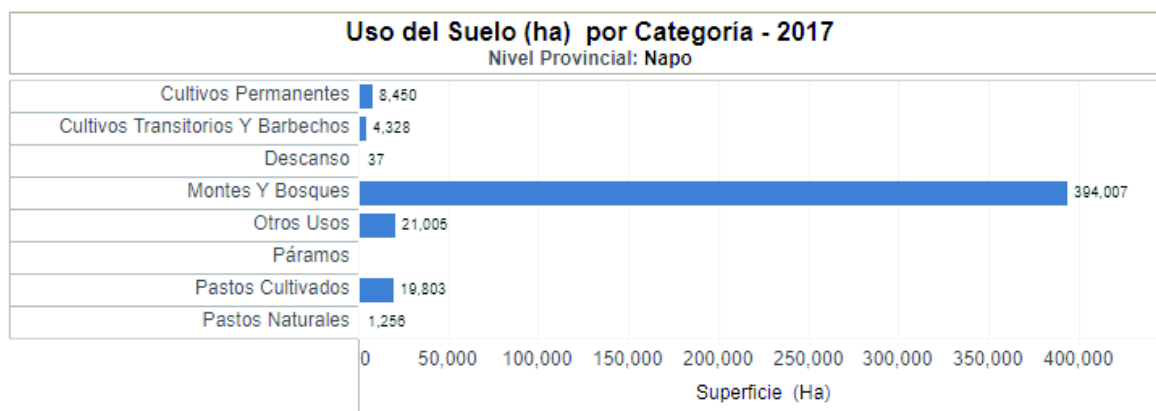 Uso del Suelo (ha) por Categoría - 2017
Nivel Provincial: Napo
Cultivos Permanentes 8,450
Cultivos Transitorios Y Barbechos 4,328
Descanso 37
Montes Y Bosques 394,007
Otros Usos 21,005
Páramos
Pastos Cultivados 19,803
Pastos Naturales 1,256
0 50,000 100,000 150,000 200,000 250,000 300,000 350,000 400,000
Superficie (Ha)